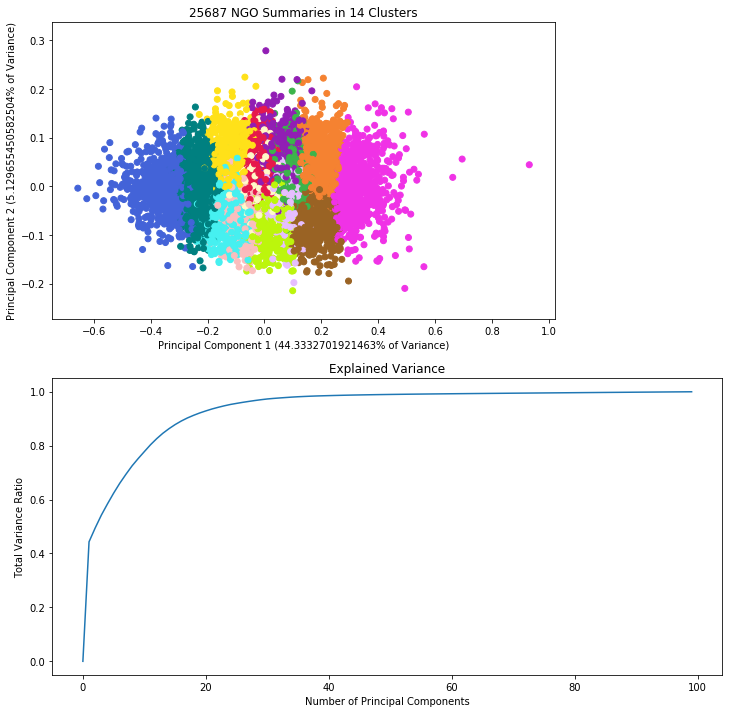 25687 NGO Summaries in 14 Clusters
Principal Component 2 (5.129655450582504% of Variance)
0.3
0.2
0.1
0.0
−0.1
−0.2
−0.6 −0.4 −0.2 0.0 0.2 0.4 0.6 0.8 1.0
Principal Component 1 (44.3332701921463% of Variance)
Explained Variance
Total Variance Ratio
1.0
0.8
0.6
0.4
0.2
0.0
0 20 40 60 80 100
Number of Principal Components